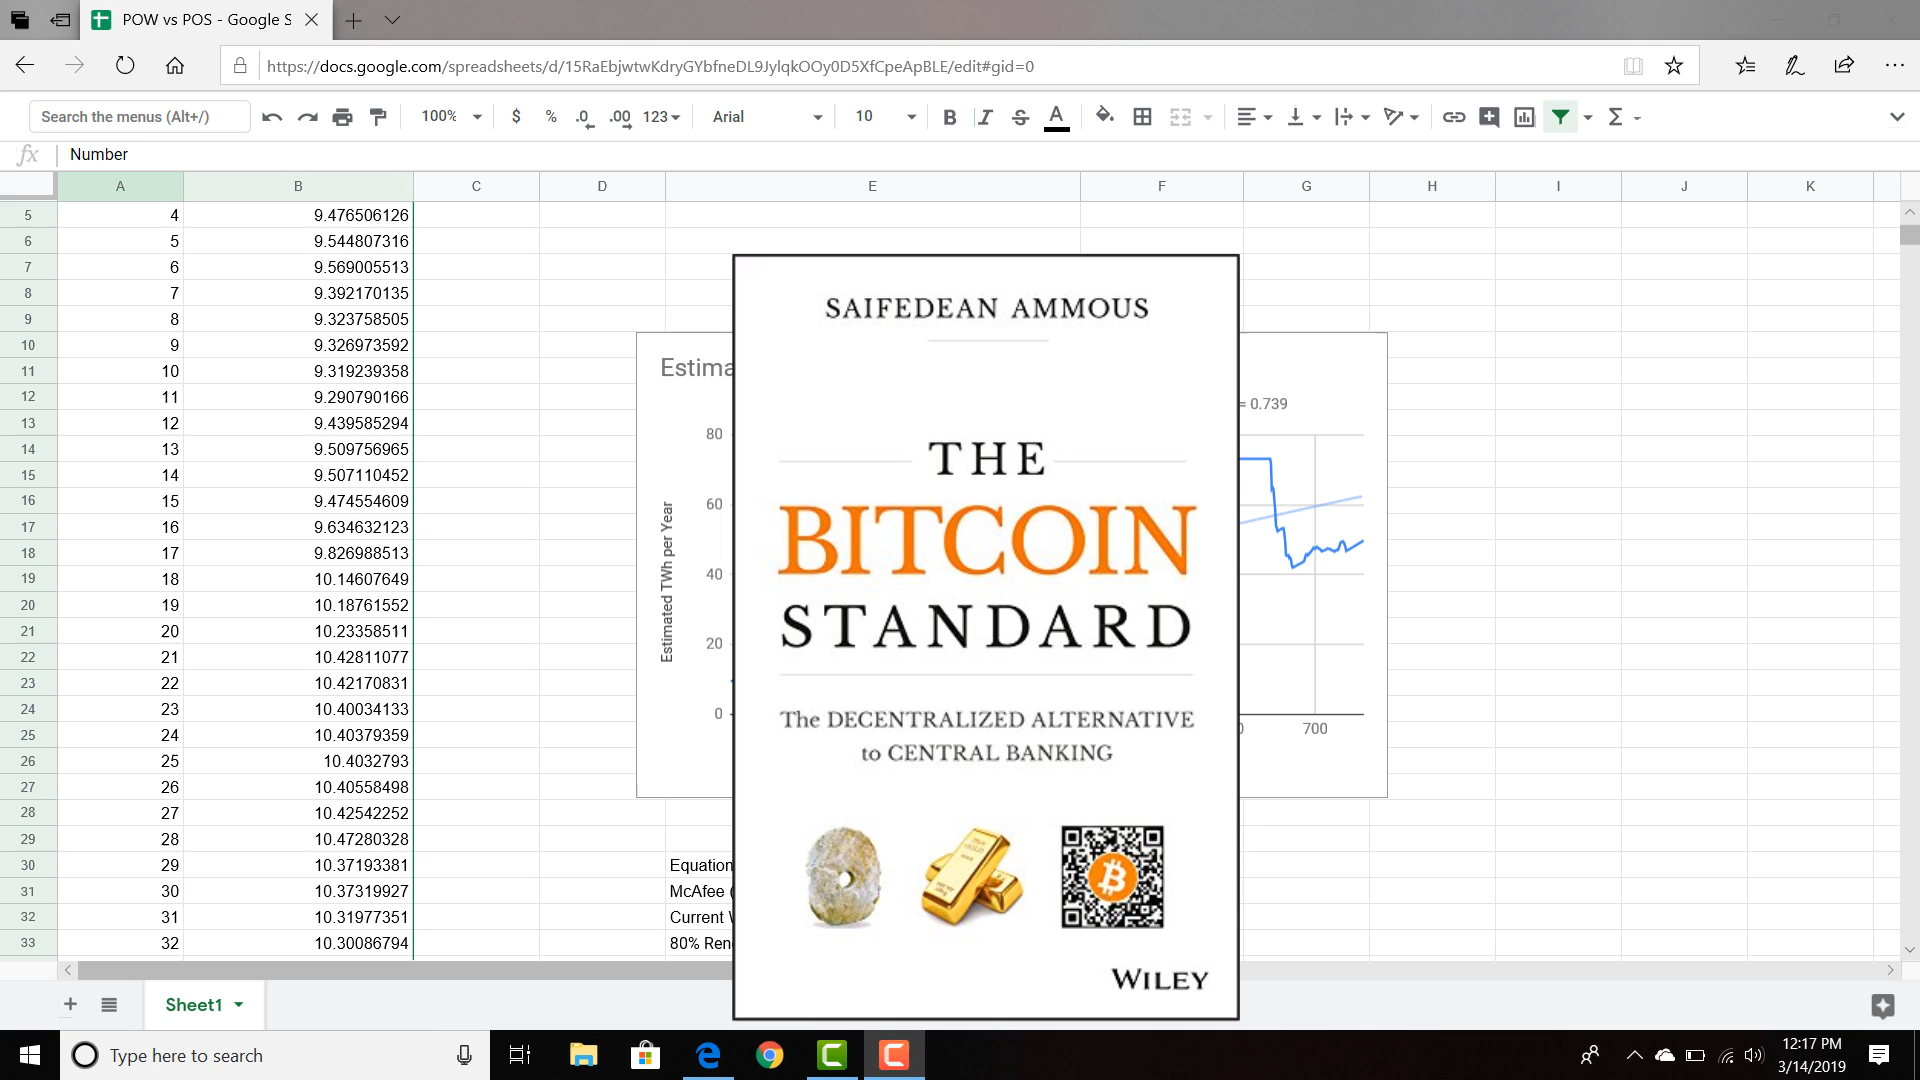 POW vs POS - Google S
https://docs.google.com/spreadsheets/d/15RaEbjwtwKdryGYbfneDL9JylqkOOy0D5XfCpeApBLE/edit#gid=0
Search the menus (Alt+/) 100% $ % .0 .00 123 Arial 10 B I S A Σ
fx Number
A B C D E F G H I J K
5 4 9.476506126
6 5 9.544807316
7 6 9.569005513
8 7 9.392170135
9 8 9.323758505
10 9 9.326973592
11 10 9.319239358
12 11 9.290790166
13 12 9.439585294
14 13 9.509756965
15 14 9.507110452
16 15 9.474554609
17 16 9.634632123
18 17 9.826988513
19 18 10.14607649
20 19 10.18761552
21 20 10.23358511
22 21 10.42811077
23 22 10.42170831
24 23 10.40034133
25 24 10.40379359
26 25 10.4032793
27 26 10.40558498
28 27 10.42542252
29 28 10.47280328
30 29 10.37193381
31 30 10.37319927
32 31 10.31977351
33 32 10.30086794
Estima
= 0.739
Estimated TWh per Year
80
60
40
20
0
700
Equation
McAfee (
Current
80% Ren
SAIFEDEAN AMMOUS
THE
BITCOIN
STANDARD
The DECENTRALIZED ALTERNATIVE
to CENTRAL BANKING
WILEY
Sheet1
Type here to search
12:17 PM
3/14/2019